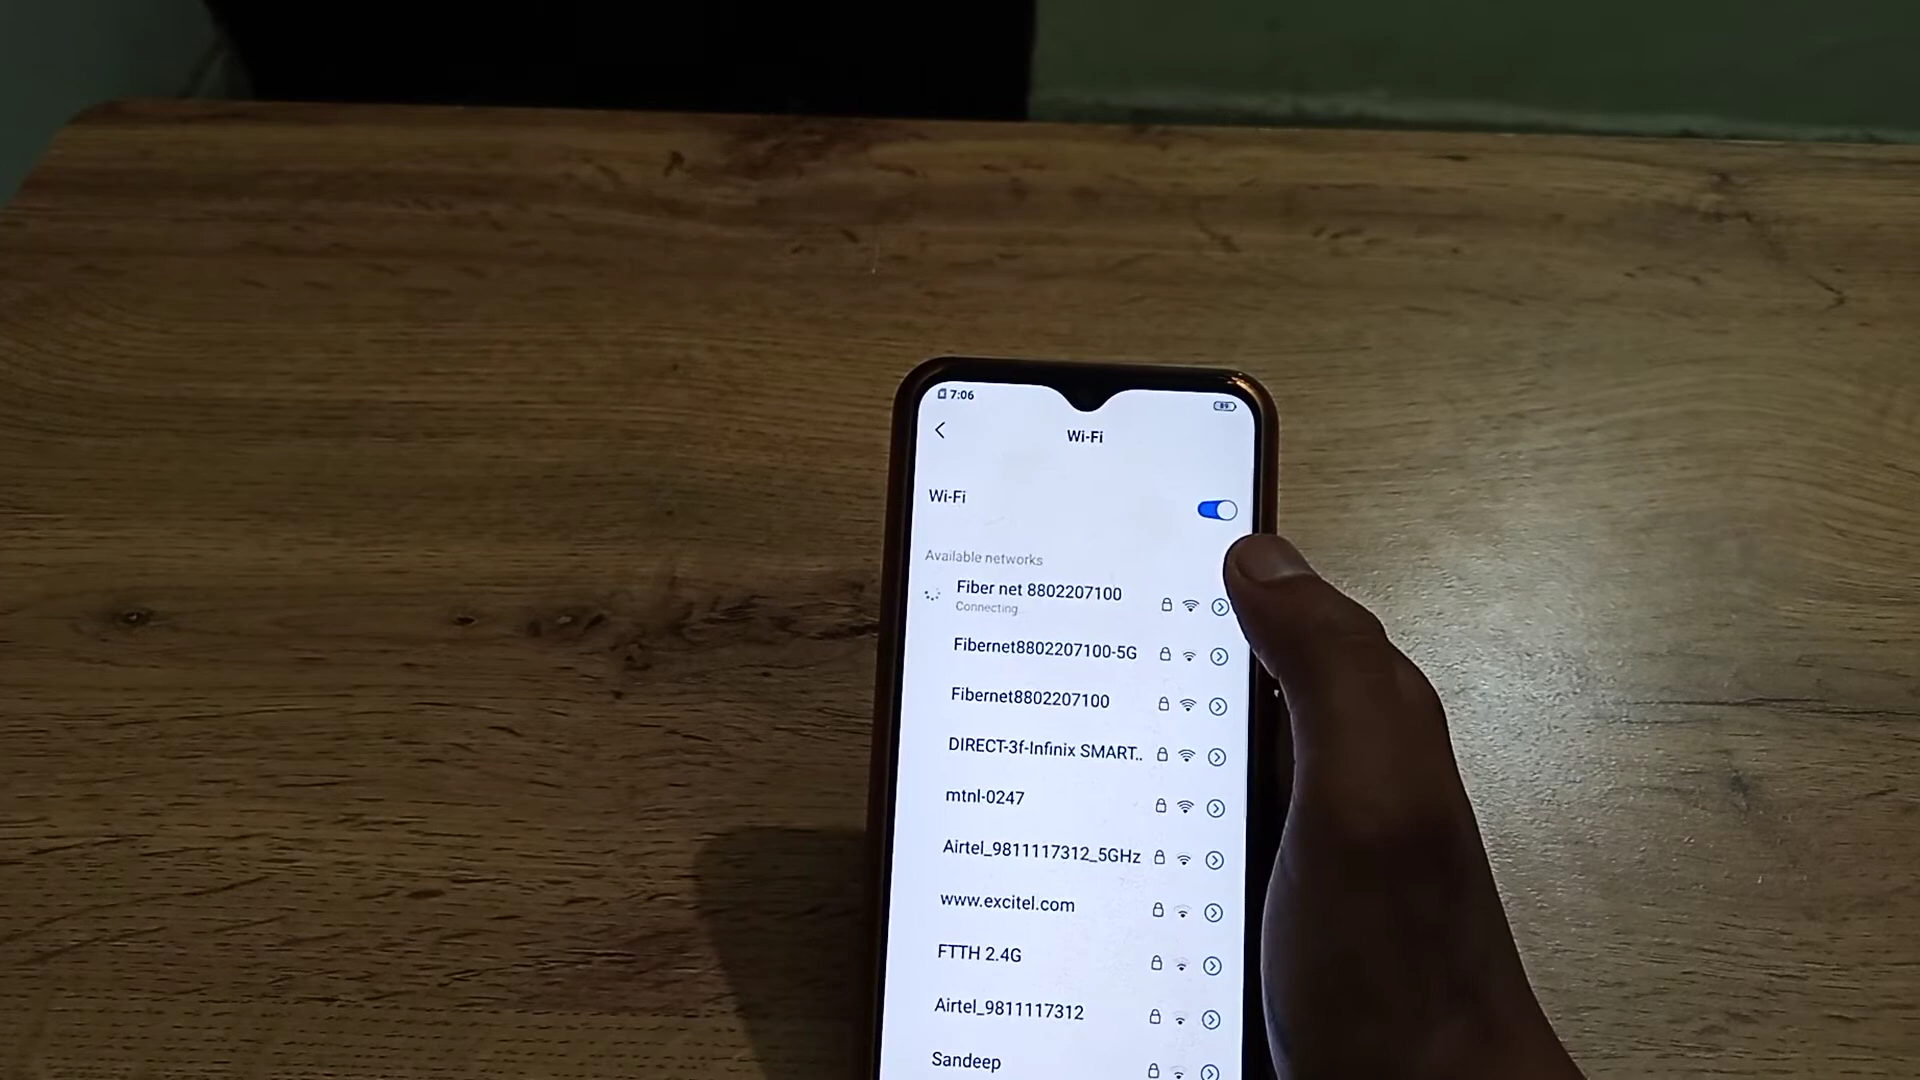 7:06
89
Wi-Fi
Wi-Fi
Available networks
Fiber net 8802207100
Connecting...
Fibernet8802207100-5G
Fibernet8802207100
DIRECT-3f-Infinix SMART..
mtnl-0247
Airtel_9811117312_5GHz
www.excitel.com
FTTH 2.4G
Airtel_9811117312
Sandeep